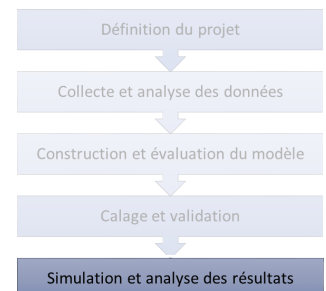 Définition du projet
Collecte et analyse des données
Construction et évaluation du modèle
Calage et validation
Simulation et analyse des résultats